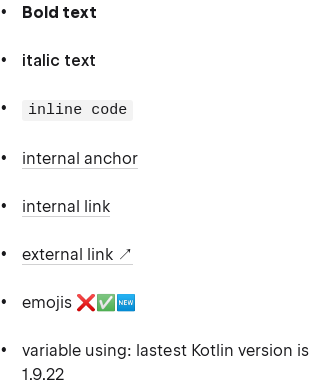 • Bold text
• italic text
• inline code
• internal anchor
• internal link
• external link ↗
• emojis ❌✅🆕
• variable using: lastest Kotlin version is
1.9.22